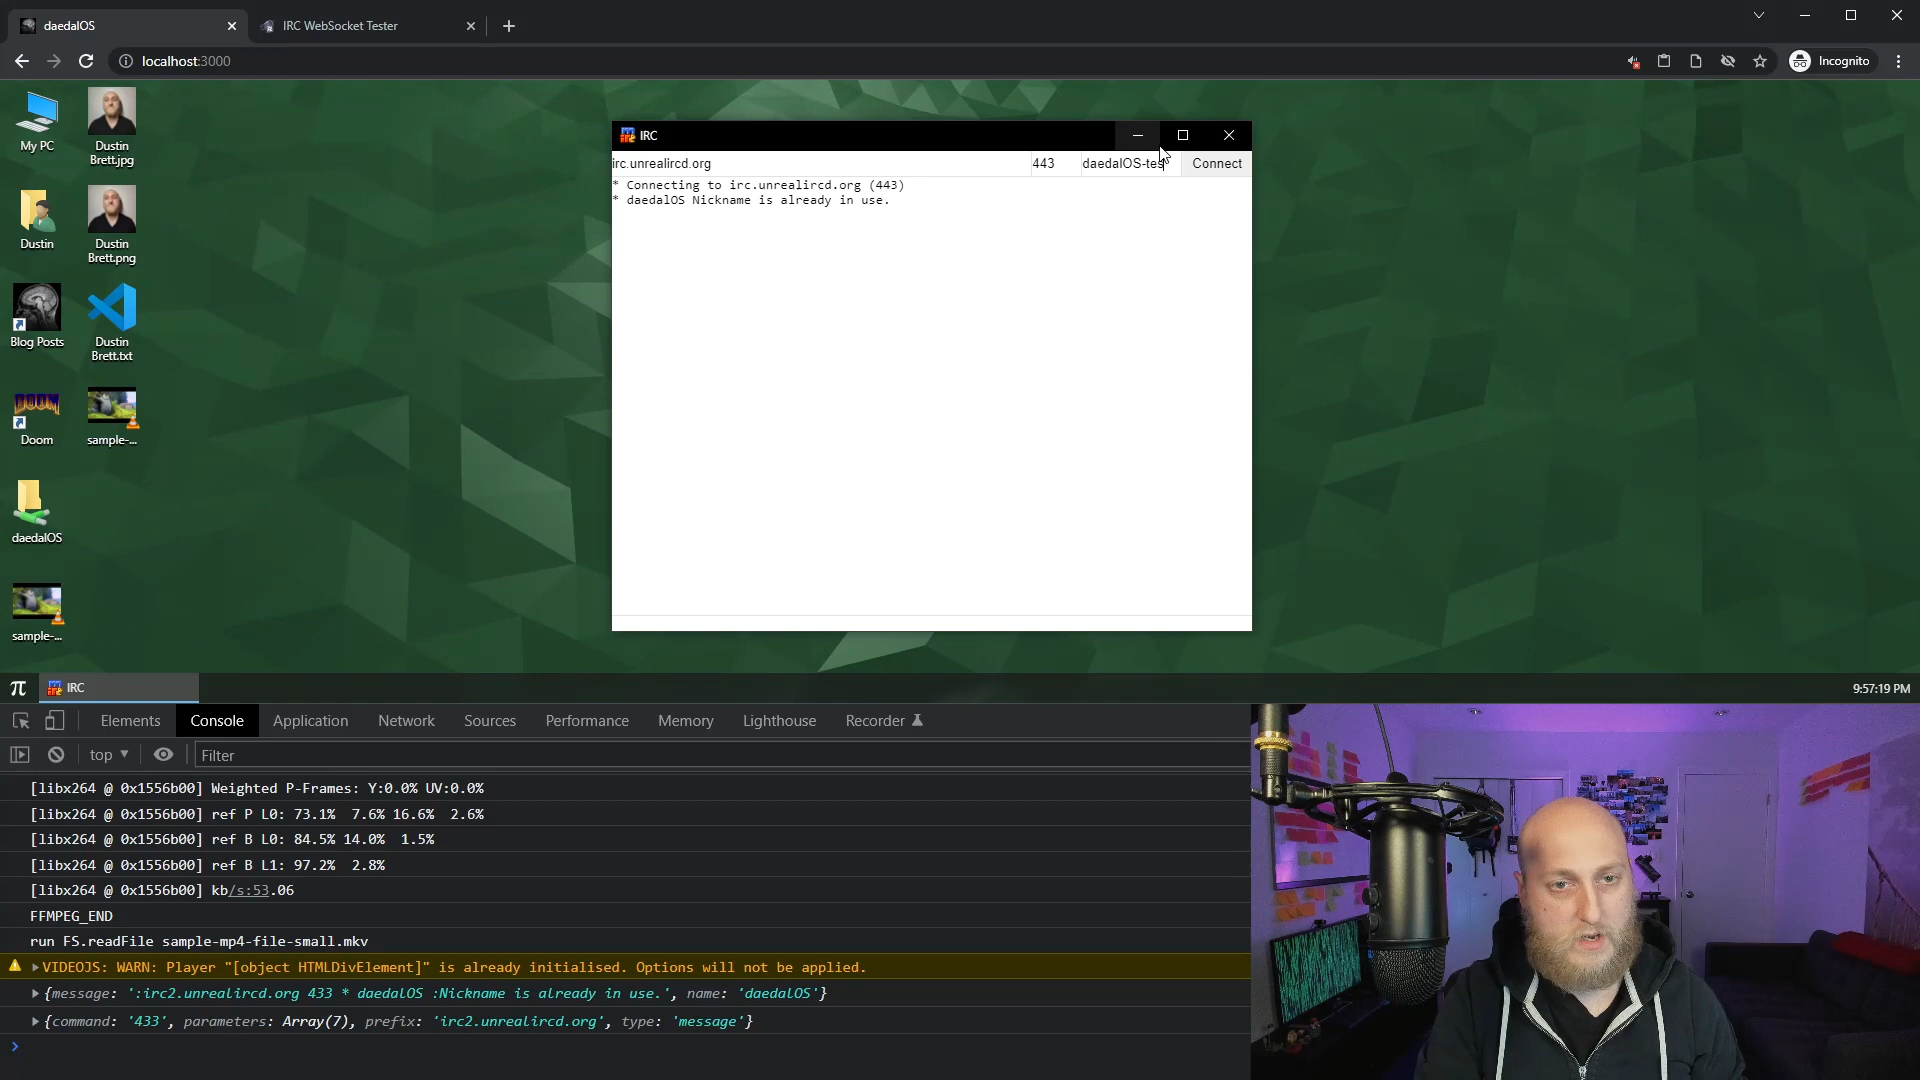 daedalOS
IRC WebSocket Tester
localhost:3000
Incognito
My PC
Dustin
Brett.jpg
Dustin
Dustin
Brett.png
Blog Posts
Dustin
Brett.txt
DOOM
Doom
sample-...
daedalOS
sample-...
IRC
irc.unrealircd.org
443
daedalOS-tes
Connect
* Connecting to irc.unrealircd.org (443)
* daedalOS Nickname is already in use.
IRC
9:57:19 PM
Elements
Console
Application
Network
Sources
Performance
Memory
Lighthouse
Recorder
top
Filter
[libx264 @ 0x1556b00] Weighted P-Frames: Y:0.0% UV:0.0%
[libx264 @ 0x1556b00] ref P L0: 73.1%  7.6% 16.6%  2.6%
[libx264 @ 0x1556b00] ref B L0: 84.5% 14.0%  1.5%
[libx264 @ 0x1556b00] ref B L1: 97.2%  2.8%
[libx264 @ 0x1556b00] kb/s:53.06
FFMPEG_END
run FS.readFile sample-mp4-file-small.mkv
VIDEOJS: WARN: Player "[object HTMLDivElement]" is already initialised. Options will not be applied.
{message: ':irc2.unrealircd.org 433 * daedalOS :Nickname is already in use.', name: 'daedalOS'}
{command: '433', parameters: Array(7), prefix: 'irc2.unrealircd.org', type: 'message'}